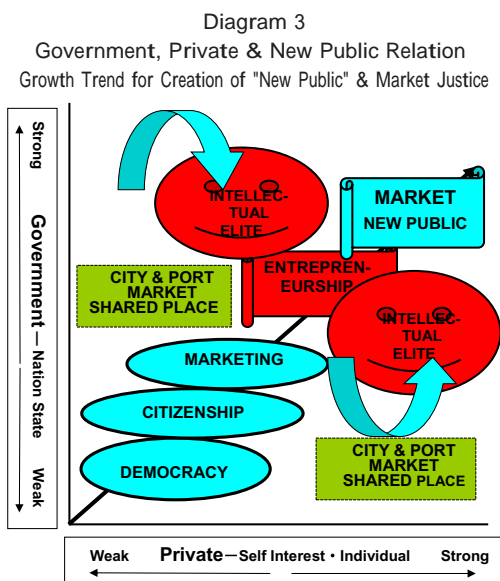 Diagram 3
Government, Private & New Public Relation
Growth Trend for Creation of "New Public" & Market Justice
Strong
Government — Nation State
Weak
INTELLEC-
TUAL
ELITE
MARKET
NEW PUBLIC
ENTREPREN-
EURSHIP
CITY & PORT
MARKET
SHARED PLACE
INTELLEC-
TUAL
ELITE
MARKETING
CITIZENSHIP
DEMOCRACY
CITY & PORT
MARKET
SHARED PLACE
Weak Private—Self Interest・Individual Strong